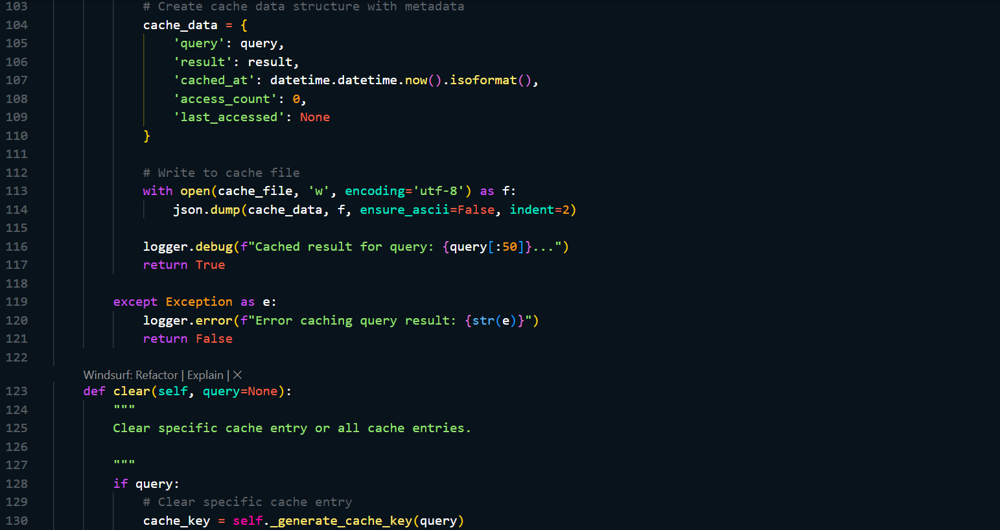 103 # Create cache data structure with metadata
104 cache_data = {
105 'query': query,
106 'result': result,
107 'cached_at': datetime.datetime.now().isoformat(),
108 'access_count': 0,
109 'last_accessed': None
110 }
111
112 # Write to cache file
113 with open(cache_file, 'w', encoding='utf-8') as f:
114 json.dump(cache_data, f, ensure_ascii=False, indent=2)
115
116 logger.debug(f"Cached result for query: {query[:50]}...")
117 return True
118
119 except Exception as e:
120 logger.error(f"Error caching query result: {str(e)}")
121 return False
122
Windsurf: Refactor | Explain | ×
123 def clear(self, query=None):
124 """
125 Clear specific cache entry or all cache entries.
126
127 """
128 if query:
129 # Clear specific cache entry
130 cache_key = self._generate_cache_key(query)